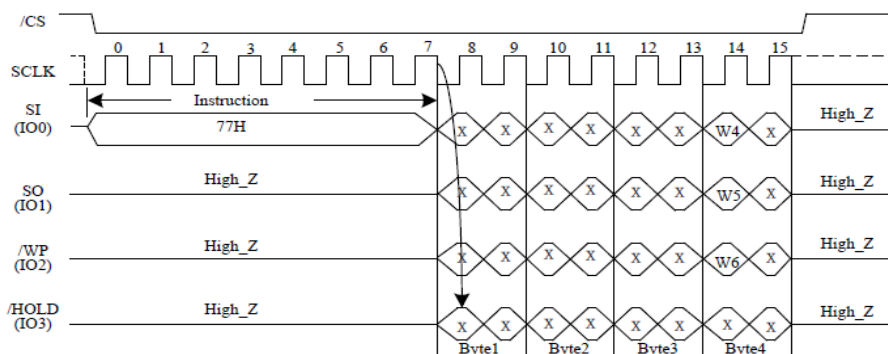 /CS
0 1 2 3 4 5 6 7 8 9 10 11 12 13 14 15
SCLK
SI
(IO0)
Instruction
77H
X X X X X X W4 X
High_Z
SO
(IO1)
High_Z
X X X X X X W5 X
High_Z
/WP
(IO2)
High_Z
X X X X X X W6 X
High_Z
/HOLD
(IO3)
High_Z
X X X X X X X X
High_Z
Byte1 Byte2 Byte3 Byte4